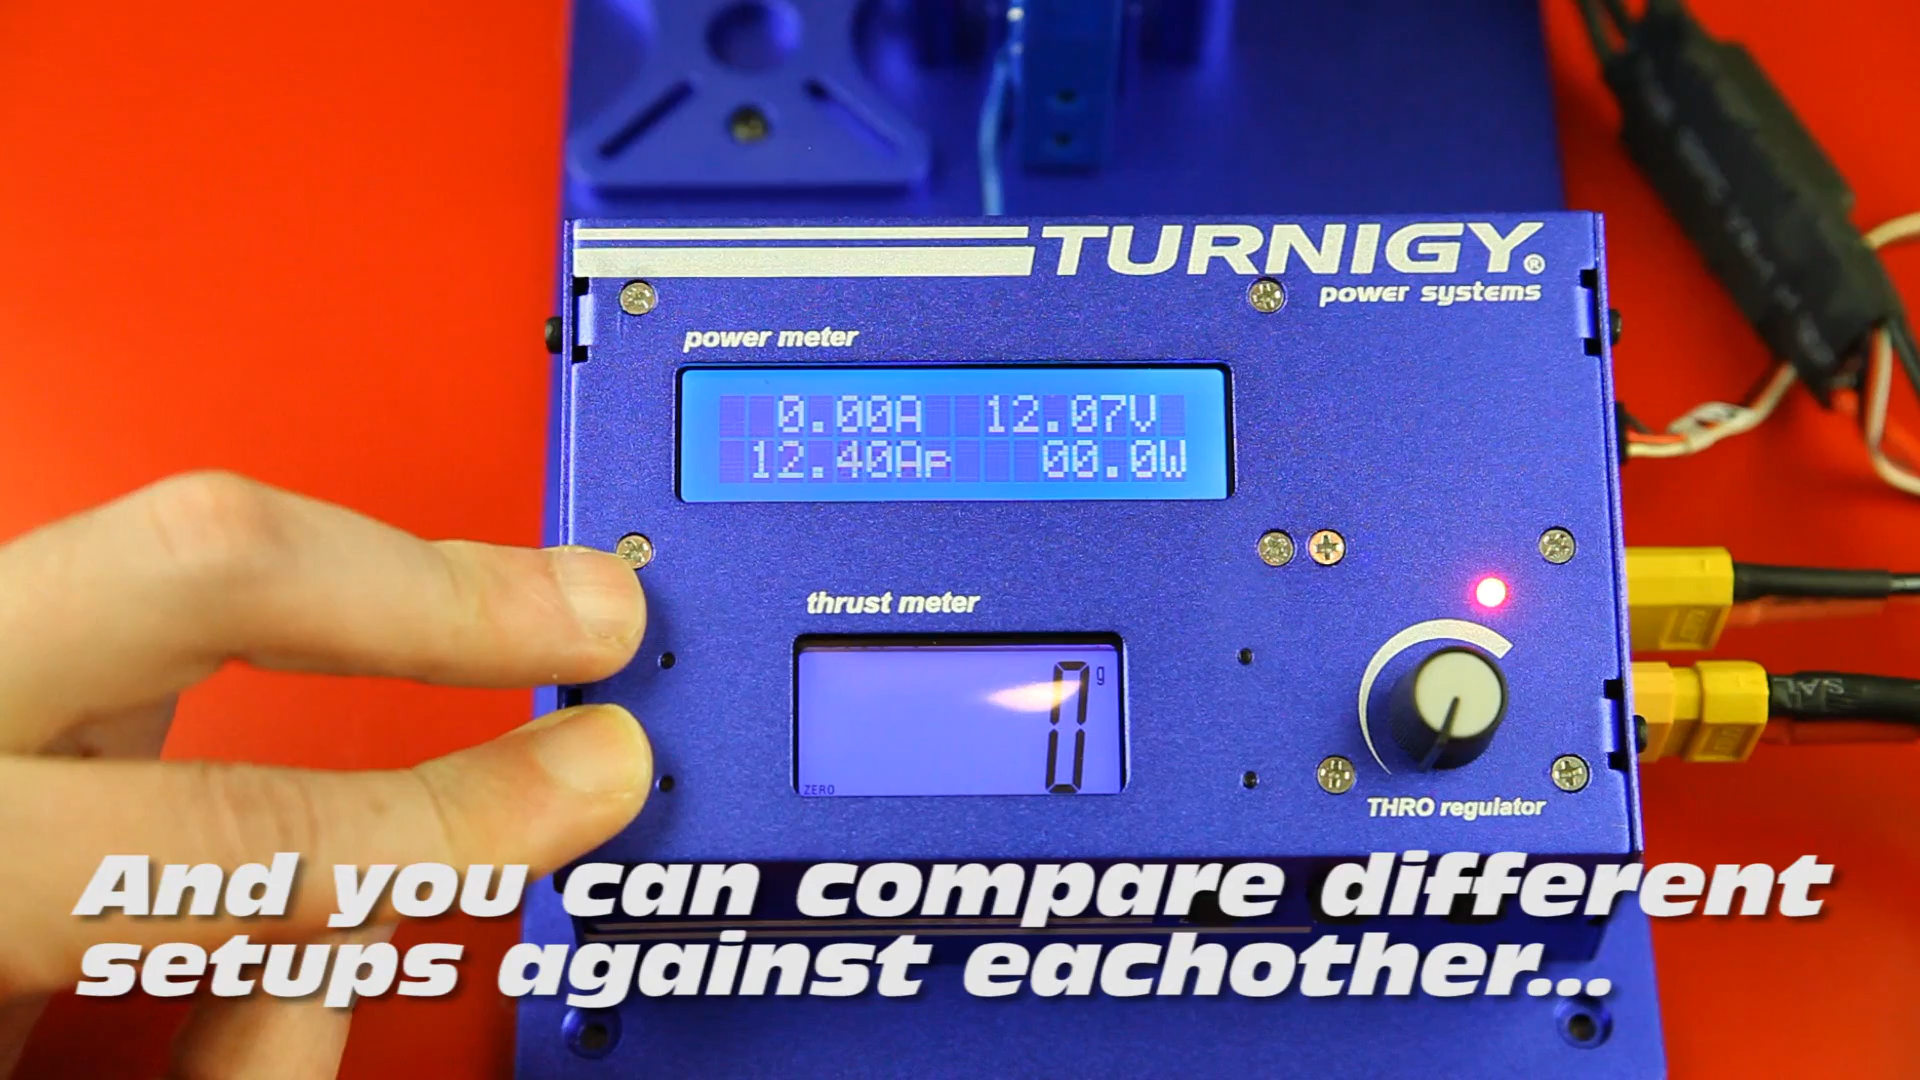 TURNIGY®
power systems
power meter
0.00A 12.07V
12.40Ap 00.0W
thrust meter
0 g
ZERO
THRO regulator
And you can compare different
setups against eachother...